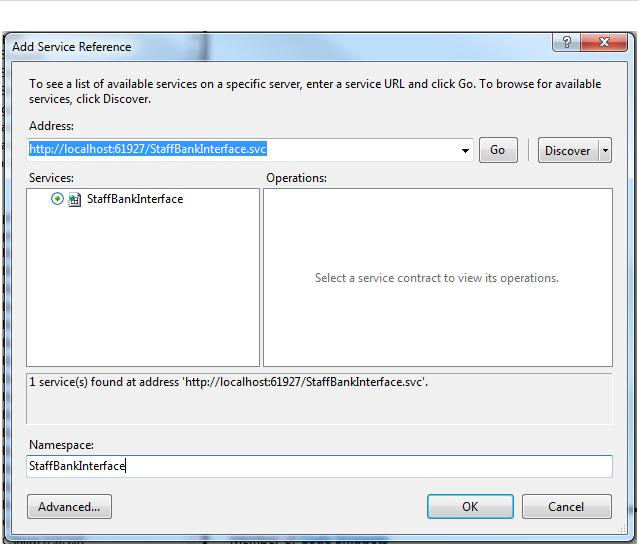 Add Service Reference
?
To see a list of available services on a specific server, enter a service URL and click Go. To browse for available
services, click Discover.
Address:
http://localhost:61927/StaffBankInterface.svc
Go
Discover
Services:
Operations:
StaffBankInterface
Select a service contract to view its operations.
1 service(s) found at address 'http://localhost:61927/StaffBankInterface.svc'.
Namespace:
StaffBankInterface
Advanced...
OK
Cancel